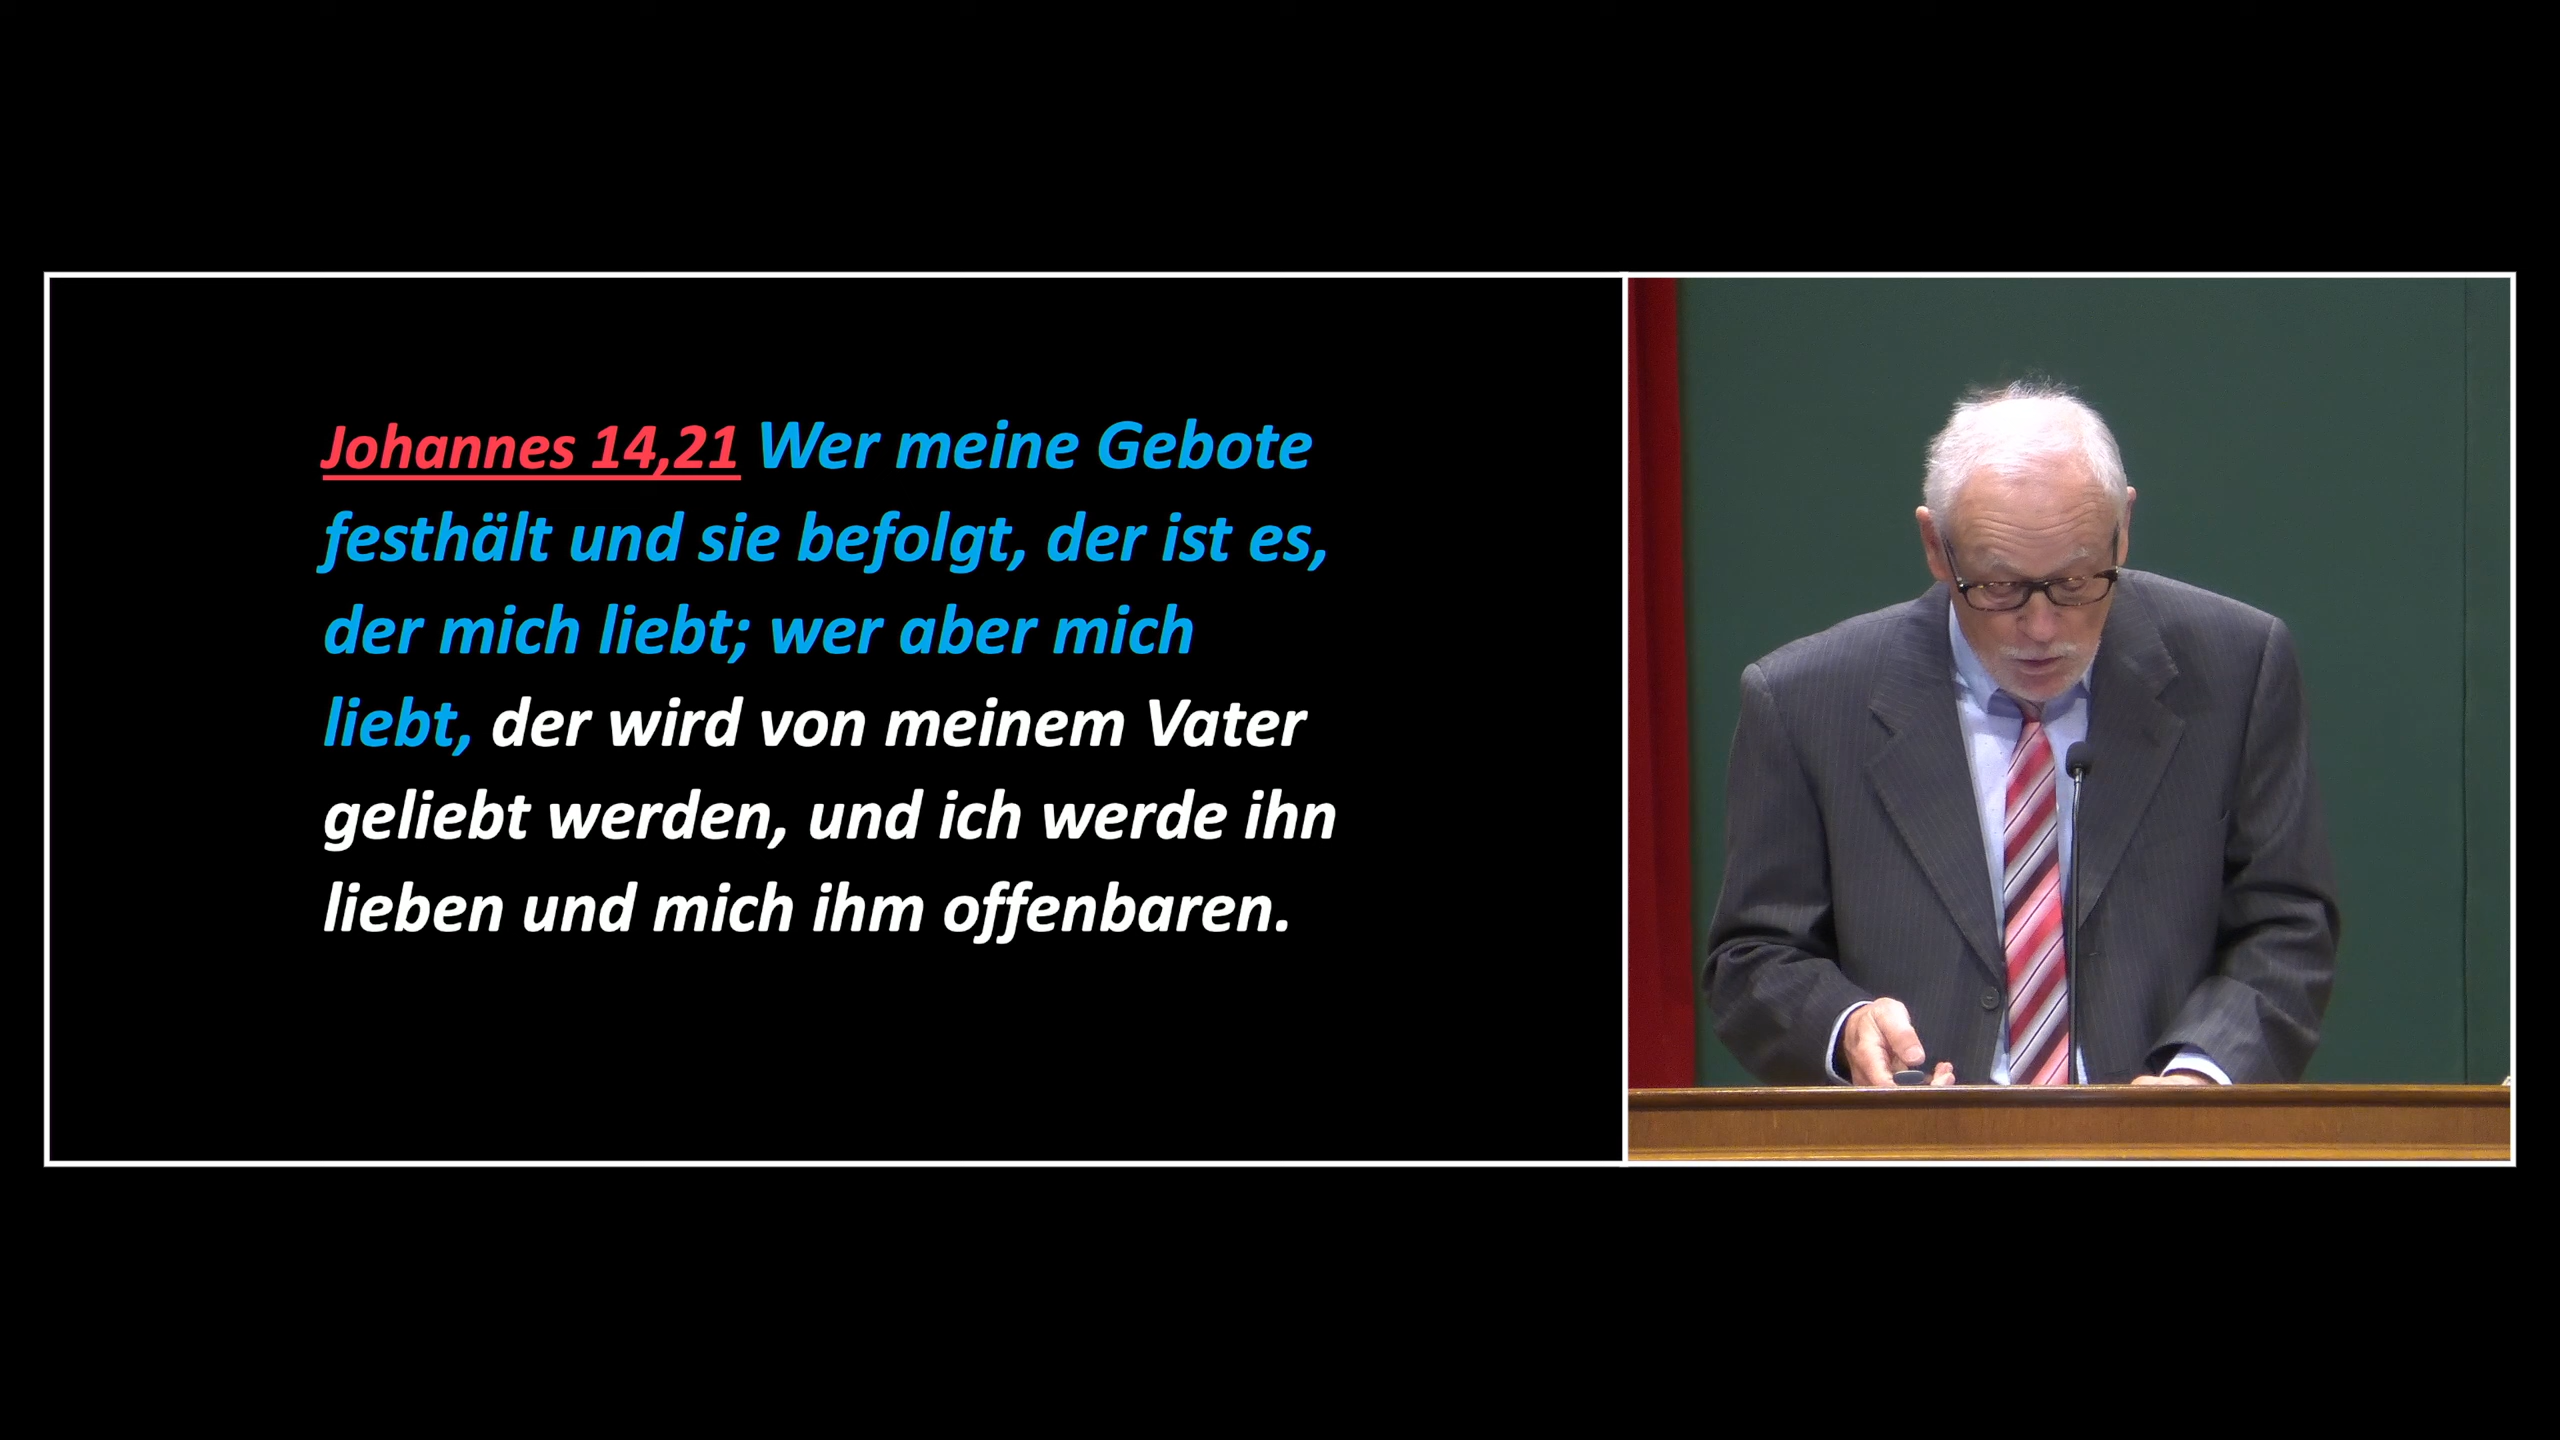 Johannes 14,21 Wer meine Gebote
festhält und sie befolgt, der ist es,
der mich liebt; wer aber mich
liebt, der wird von meinem Vater
geliebt werden, und ich werde ihn
lieben und mich ihm offenbaren.